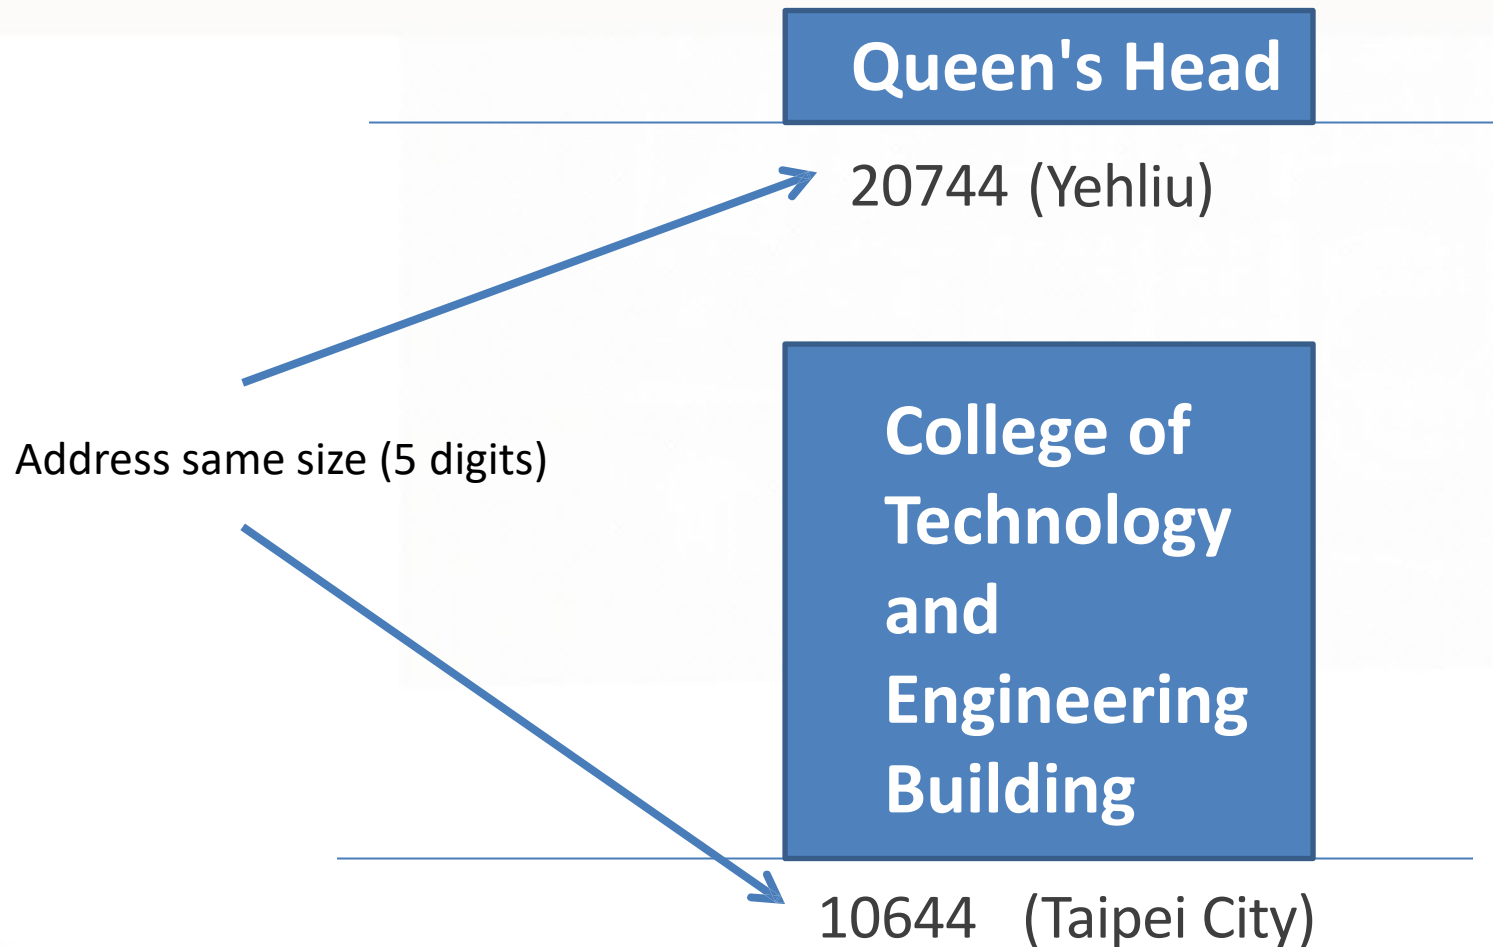 Queen's Head
20744 (Yehliu)
Address same size (5 digits)
College of
Technology
and
Engineering
Building
10644 (Taipei City)